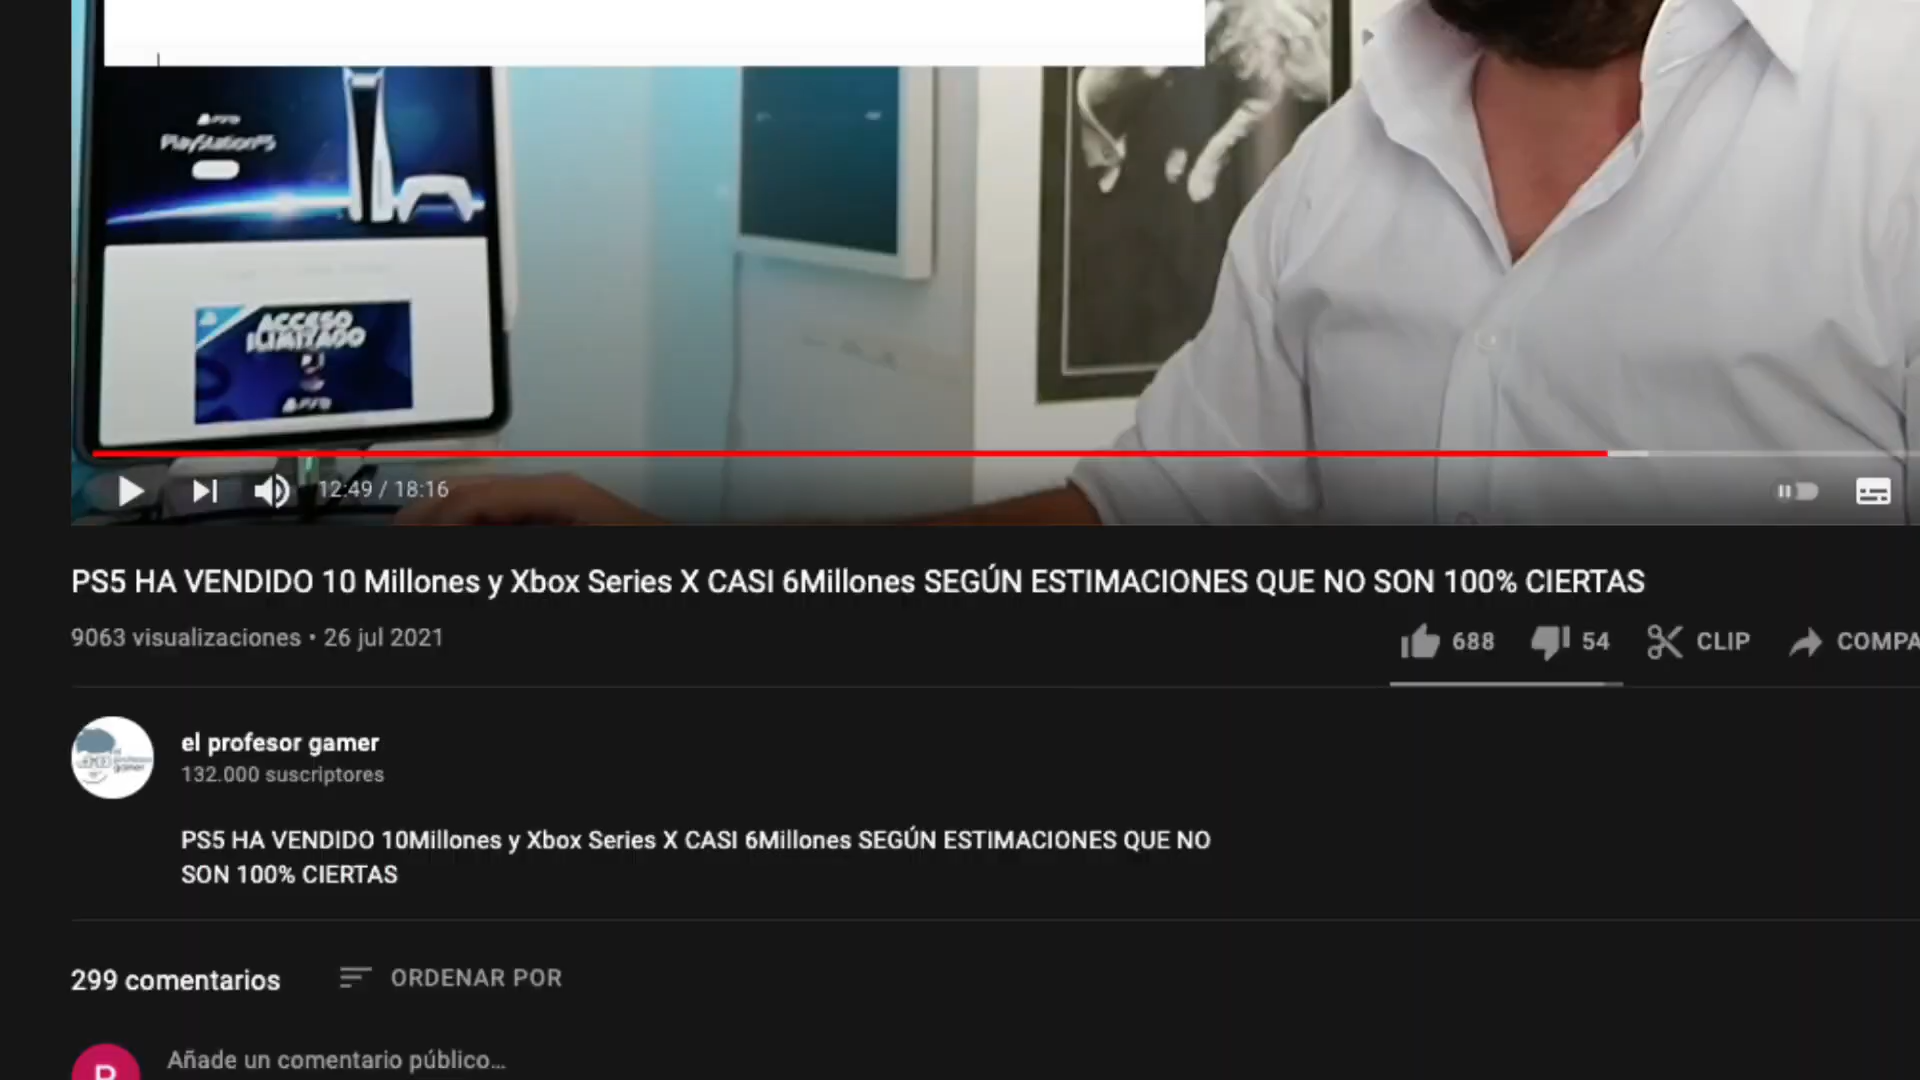 PlayStation5
ACCESO
ILIMITADO
12:49 / 18:16
PS5 HA VENDIDO 10 Millones y Xbox Series X CASI 6Millones SEGÚN ESTIMACIONES QUE NO SON 100% CIERTAS
9063 visualizaciones • 26 jul 2021
688
54
CLIP
COMPA
el profesor gamer
132.000 suscriptores
PS5 HA VENDIDO 10Millones y Xbox Series X CASI 6Millones SEGÚN ESTIMACIONES QUE NO
SON 100% CIERTAS
299 comentarios
ORDENAR POR
Añade un comentario público...